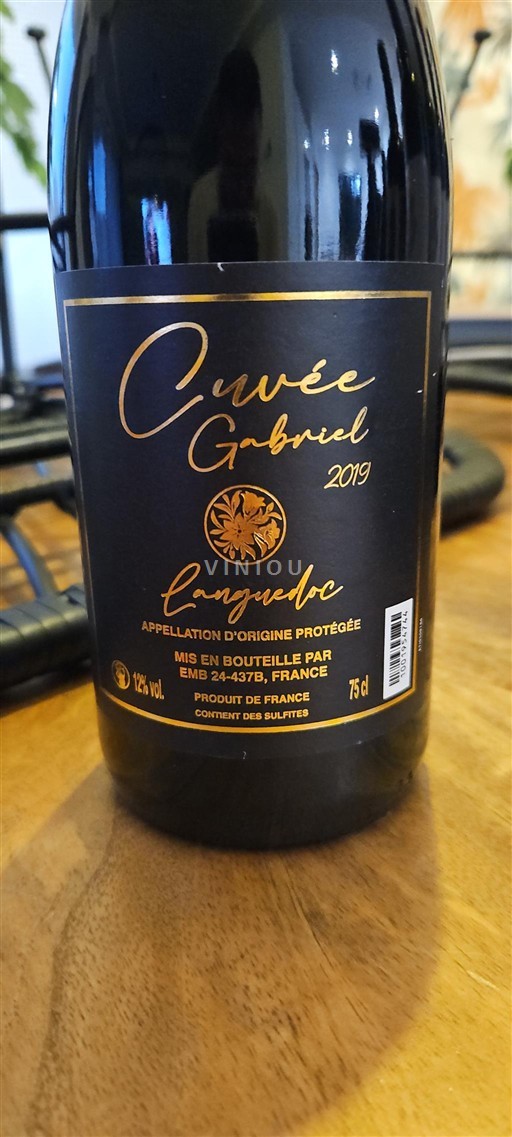 Cuvée
Gabriel
2019
VINIOU
Languedoc
APPELLATION D'ORIGINE PROTÉGÉE
MIS EN BOUTEILLE PAR
EMB 24-437B, FRANCE
12% vol.
PRODUIT DE FRANCE
75 cl
CONTIENT DES SULFITES
1001954744